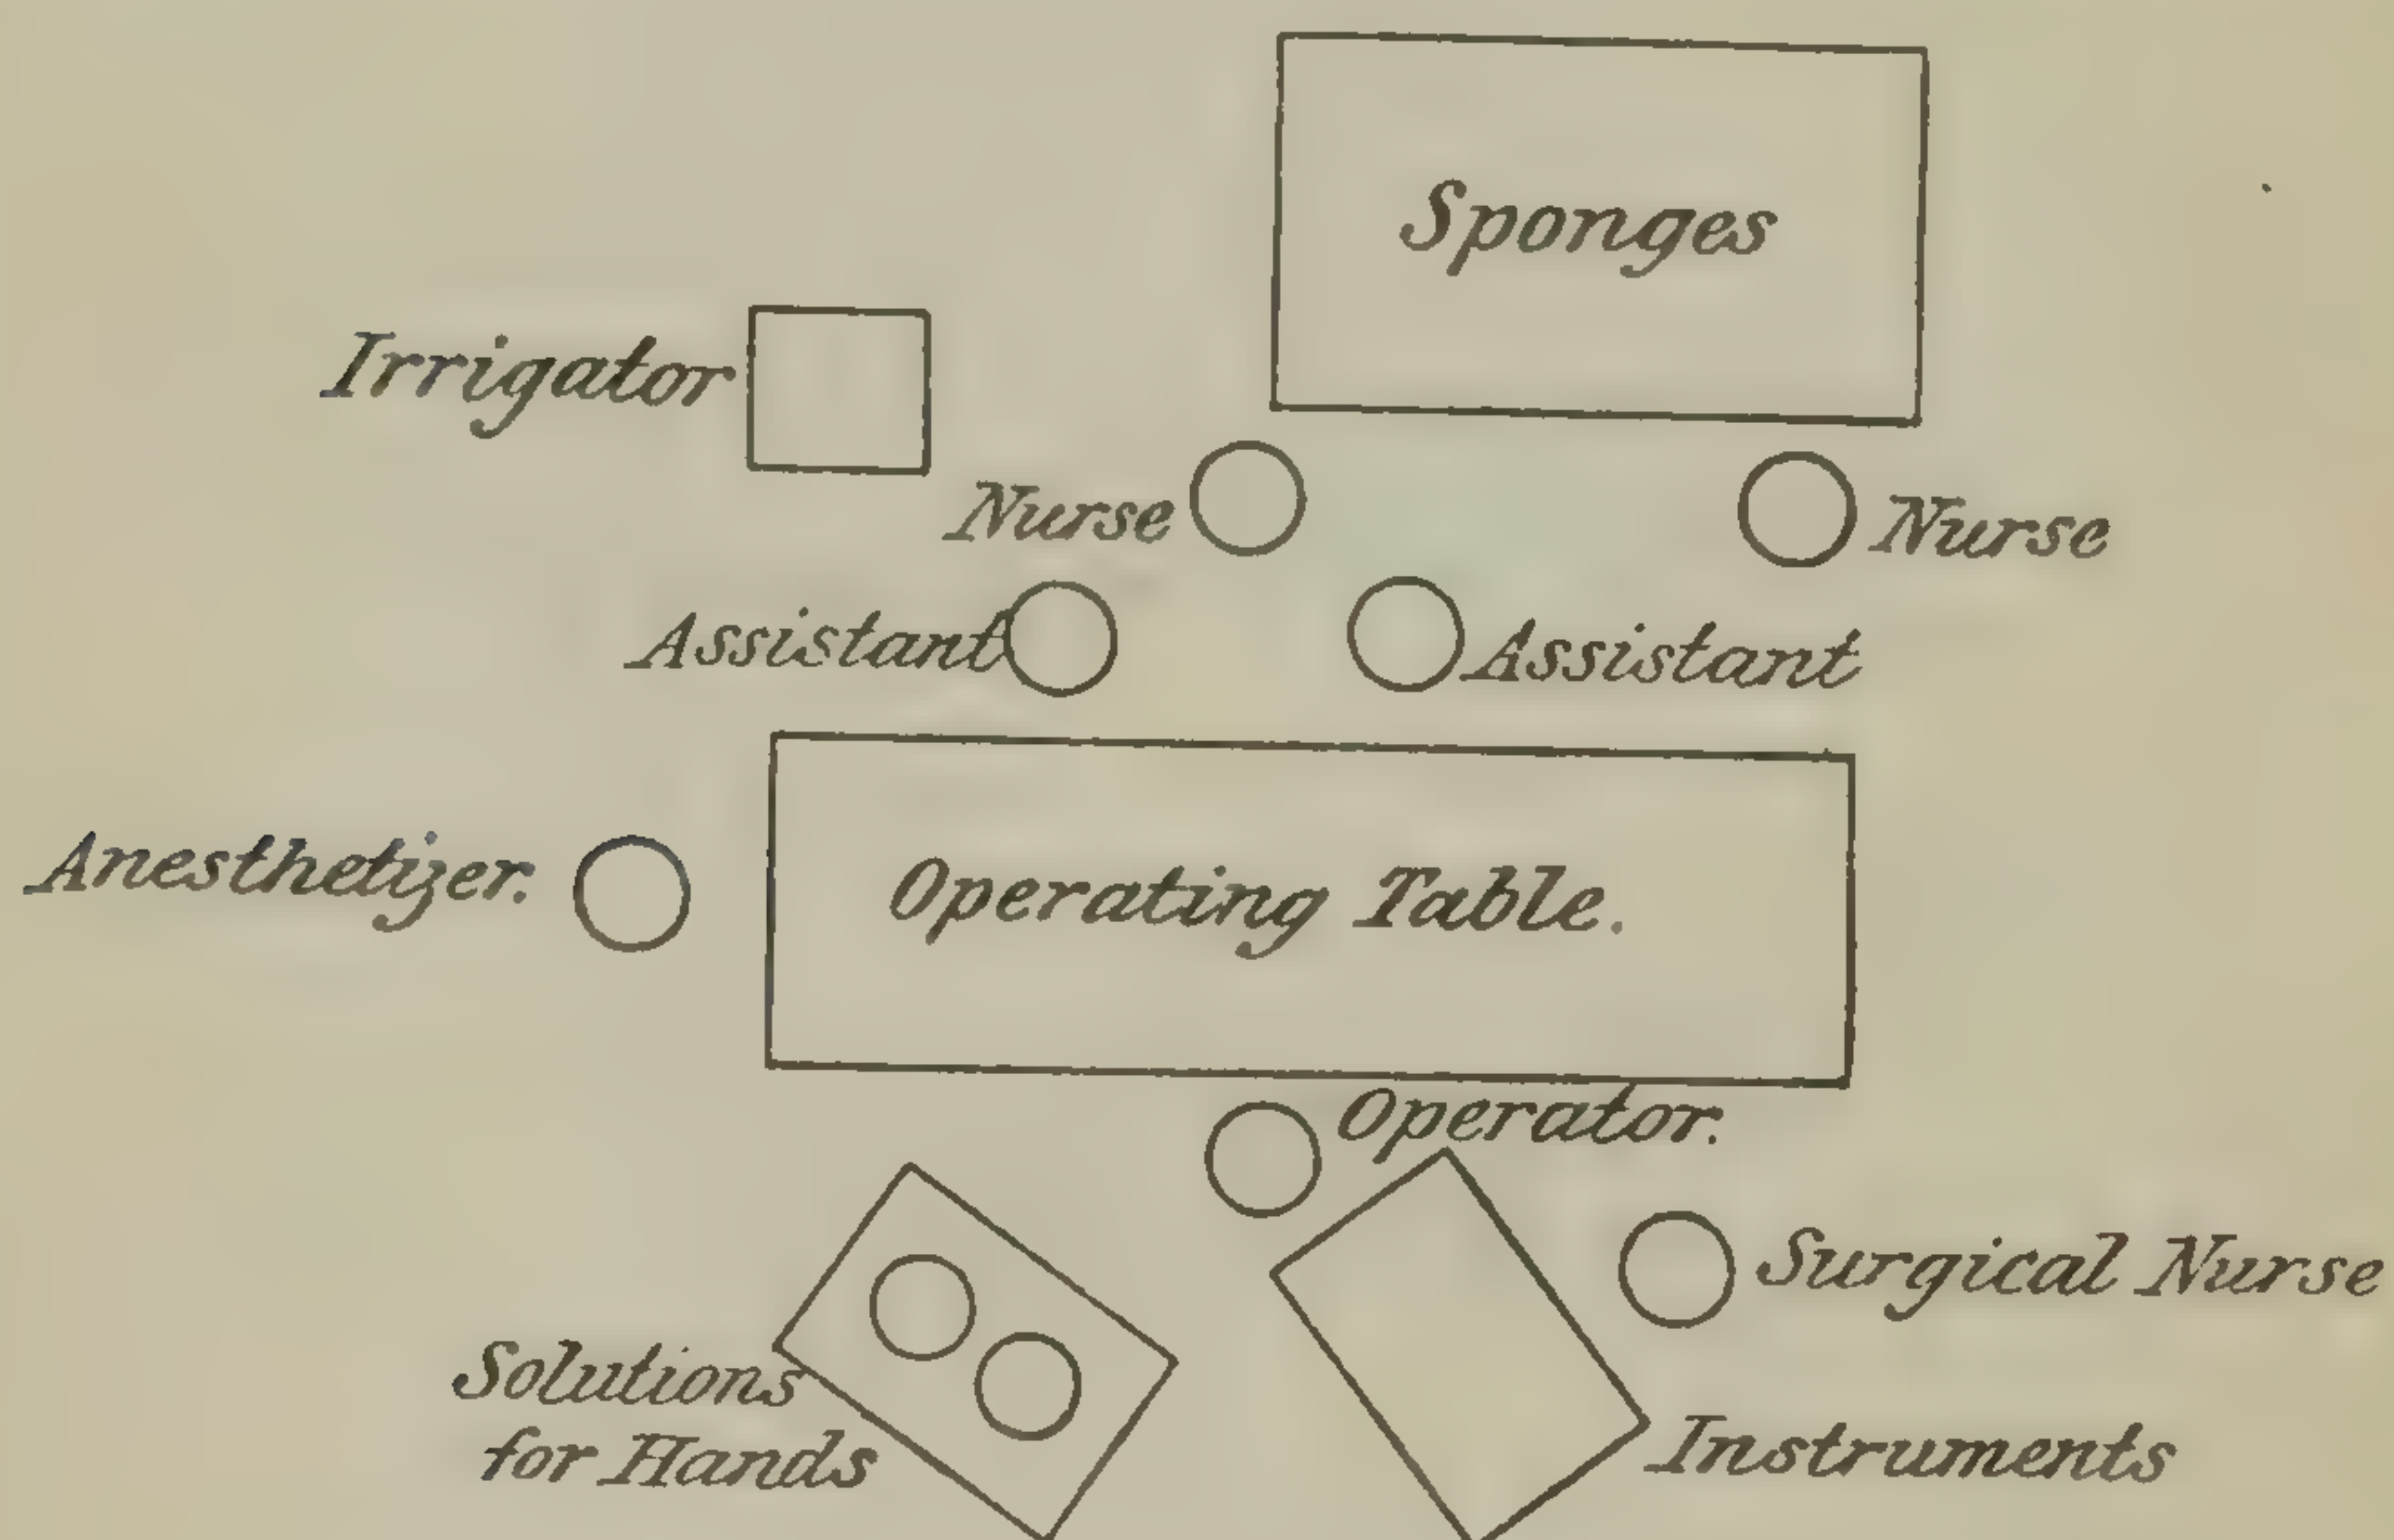 Sponges
Irrigator
Nurse
Nurse
Assistant
Assistant
Anesthetizer.
Operating Table.
Operator.
Surgical Nurse
Solutions
for Hands
Instruments